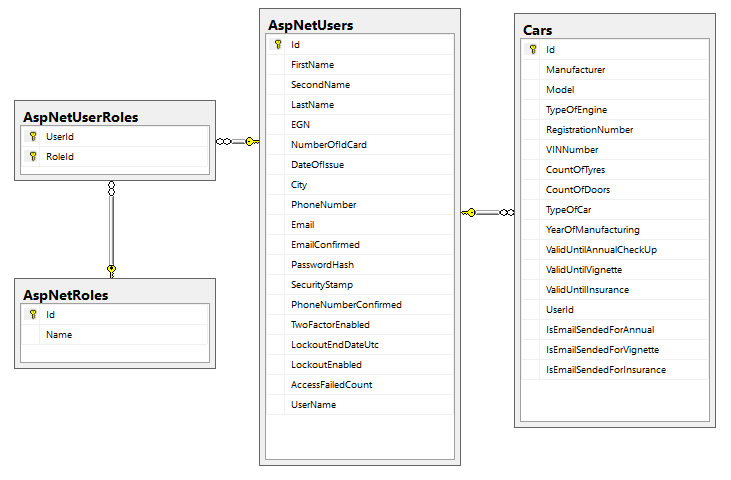 AspNetUserRoles
UserId
RoleId
AspNetRoles
Id
Name
AspNetUsers
Id
FirstName
SecondName
LastName
EGN
NumberOfIdCard
DateOfIssue
City
PhoneNumber
Email
EmailConfirmed
PasswordHash
SecurityStamp
PhoneNumberConfirmed
TwoFactorEnabled
LockoutEndDateUtc
LockoutEnabled
AccessFailedCount
UserName
Cars
Id
Manufacturer
Model
TypeOfEngine
RegistrationNumber
VINNumber
CountOfTyres
CountOfDoors
TypeOfCar
YearOfManufacturing
ValidUntilAnnualCheckUp
ValidUntilVignette
ValidUntilInsurance
UserId
IsEmailSendedForAnnual
IsEmailSendedForVignette
IsEmailSendedForInsurance